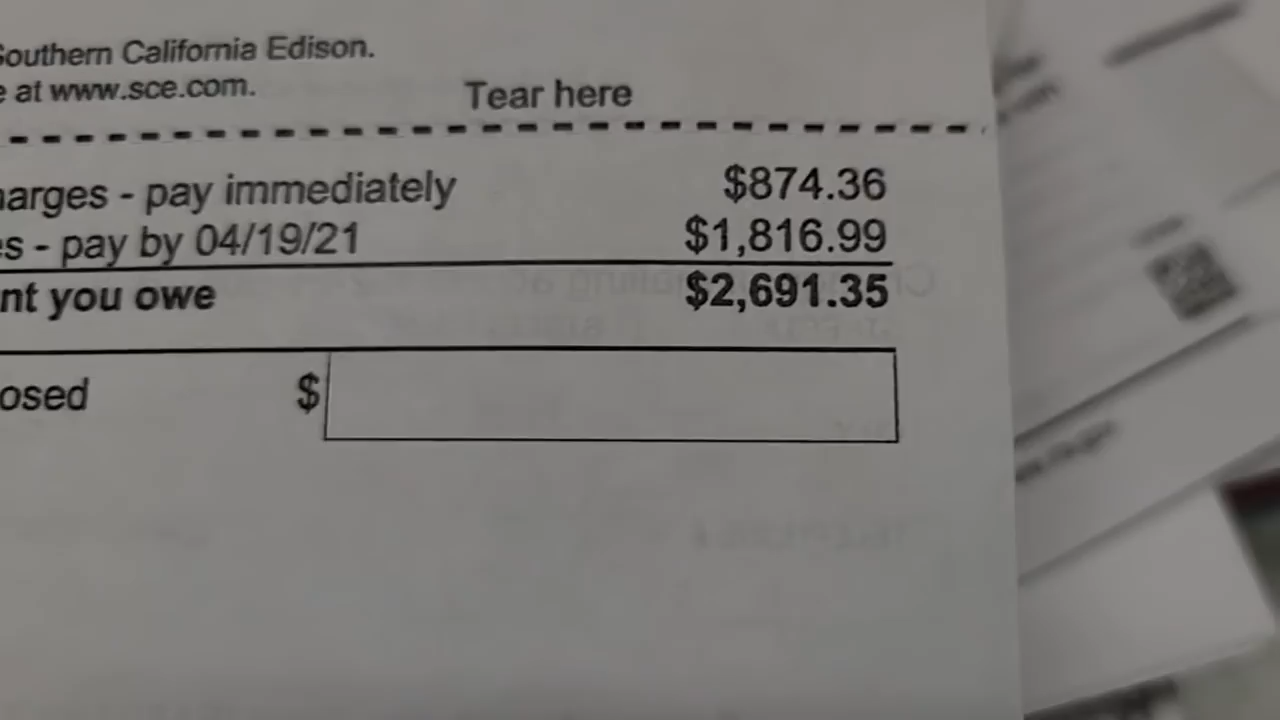 Southern California Edison.
e at www.sce.com.
Tear here
harges - pay immediately $874.36
es - pay by 04/19/21 $1,816.99
nt you owe $2,691.35
osed $